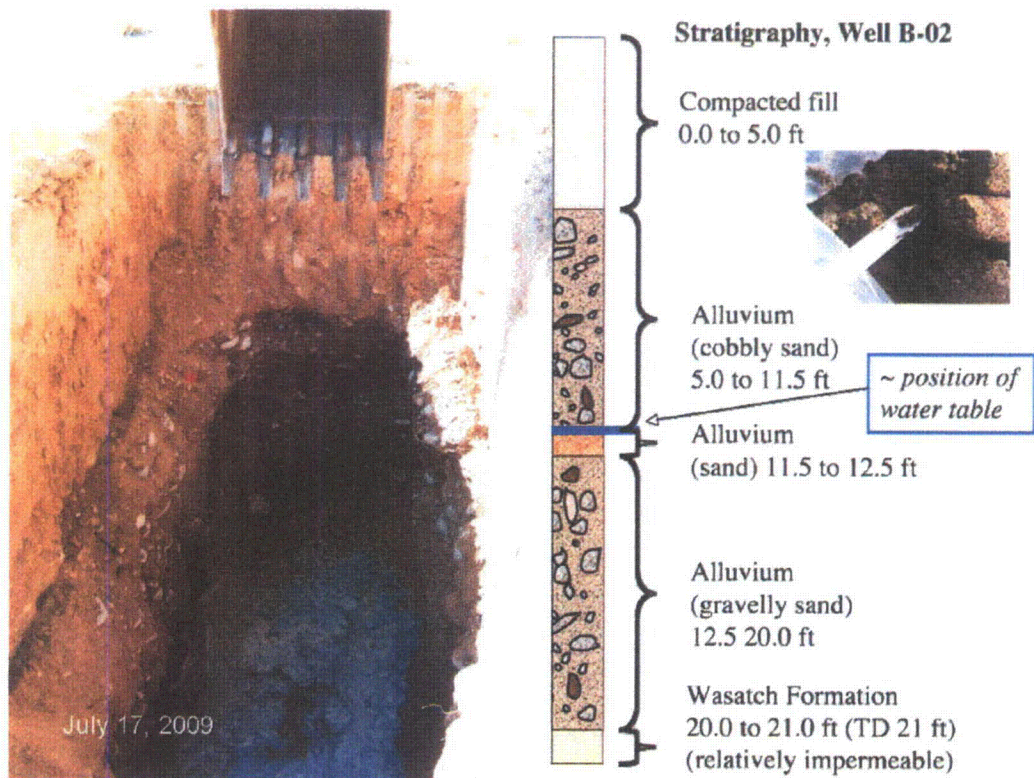 Stratigraphy, Well B-02
Compacted fill
0.0 to 5.0 ft
Alluvium
(cobbly sand)
5.0 to 11.5 ft
~ position of
water table
Alluvium
(sand) 11.5 to 12.5 ft
Alluvium
(gravelly sand)
12.5 20.0 ft
Wasatch Formation
20.0 to 21.0 ft (TD 21 ft)
(relatively impermeable)
July 17, 2009